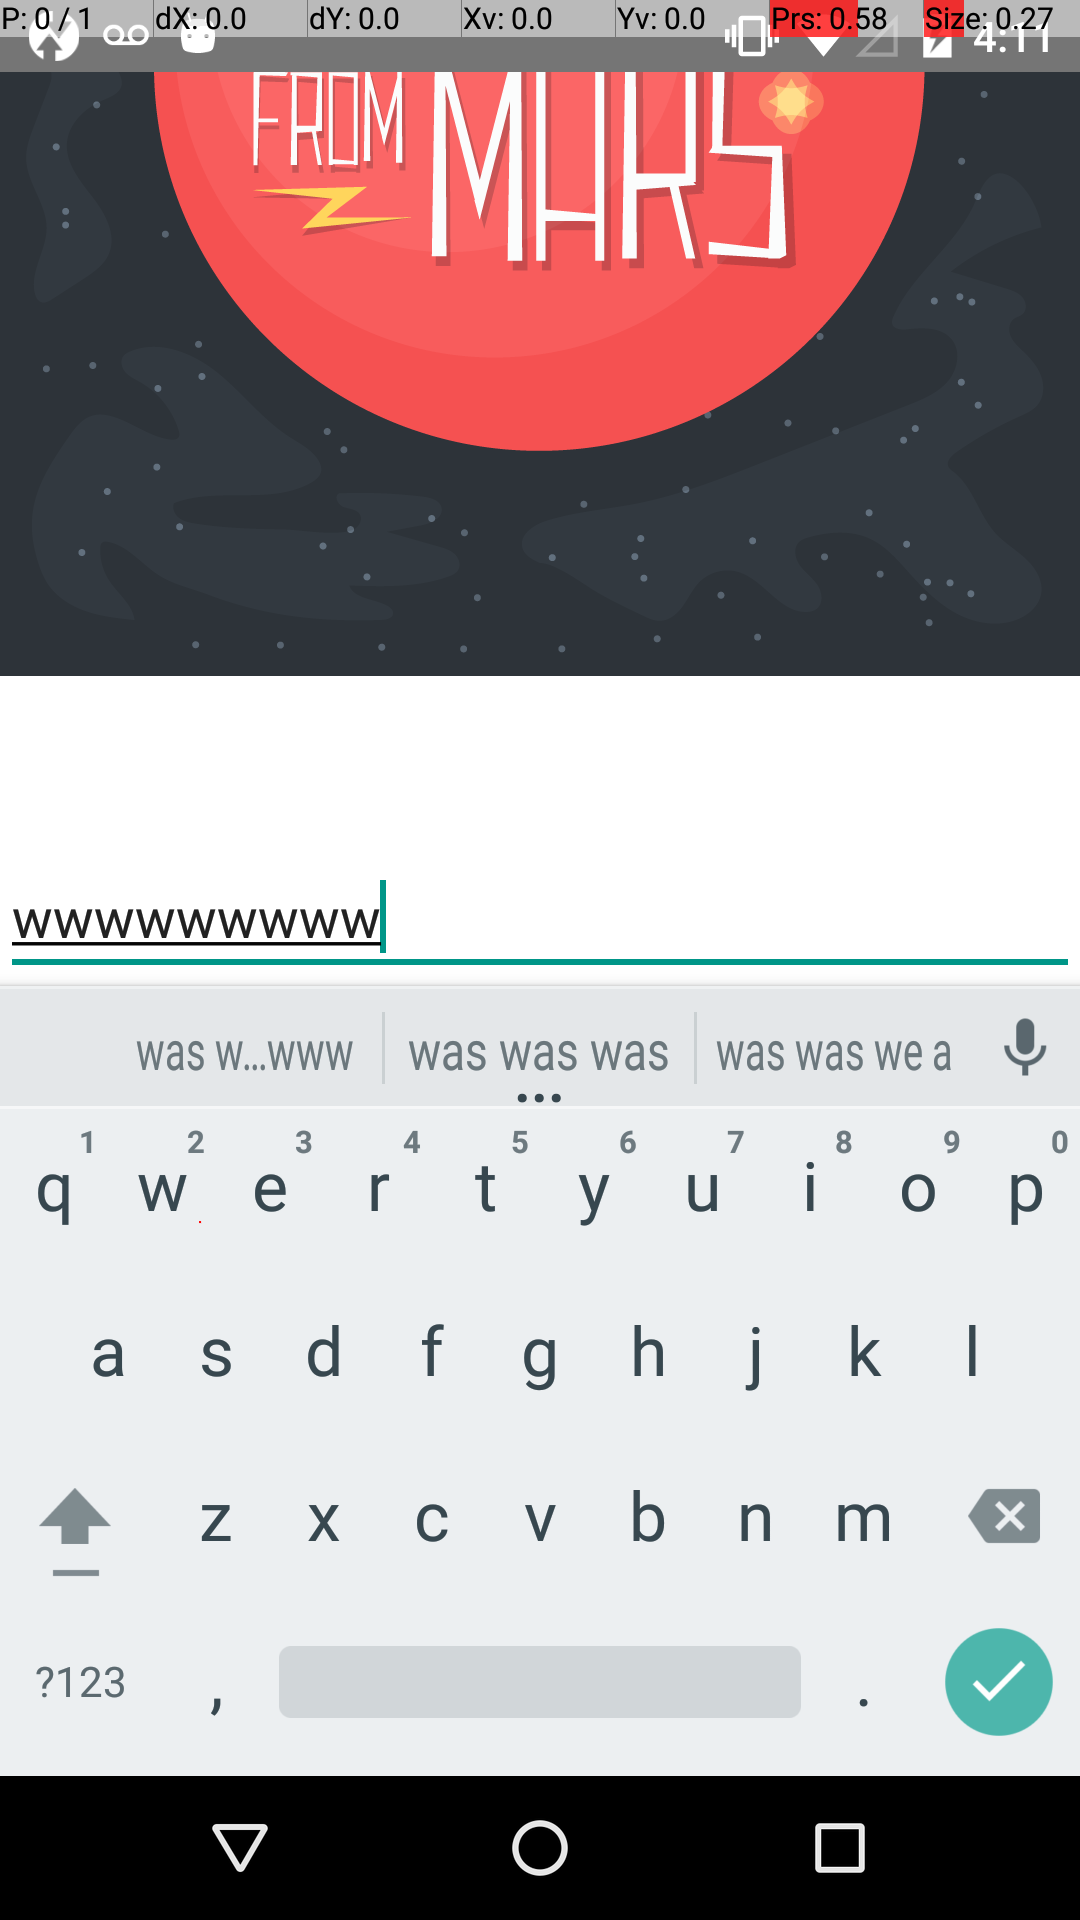 P: 0 / 1 dX: 0.0 dY: 0.0 Xv: 0.0 Yv: 0.0 Prs: 0.58 Size: 0.27
4:11
FROM MARS
wwwwwwwww
was w...www was was was was was we a
1 2 3 4 5 6 7 8 9 0
q w e r t y u i o p
a s d f g h j k l
z x c v b n m
?123 , .